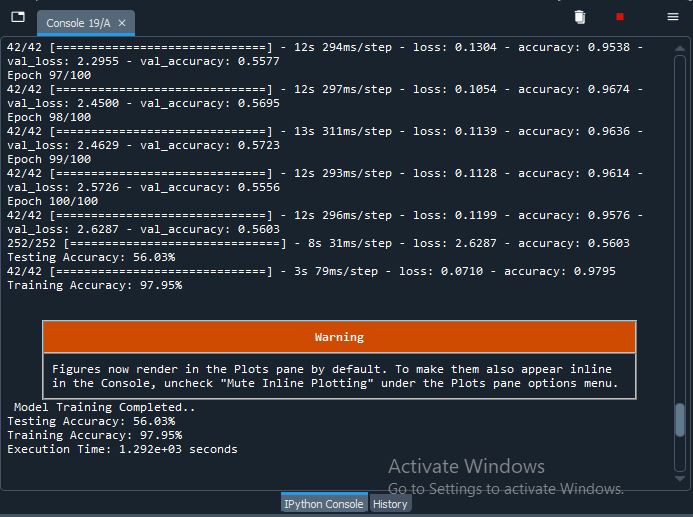 Console 19/A
42/42 [==============================] - 12s 294ms/step - loss: 0.1304 - accuracy: 0.9538 -
val_loss: 2.2955 - val_accuracy: 0.5577
Epoch 97/100
42/42 [==============================] - 12s 297ms/step - loss: 0.1054 - accuracy: 0.9674 -
val_loss: 2.4500 - val_accuracy: 0.5695
Epoch 98/100
42/42 [==============================] - 13s 311ms/step - loss: 0.1139 - accuracy: 0.9636 -
val_loss: 2.4629 - val_accuracy: 0.5723
Epoch 99/100
42/42 [==============================] - 12s 293ms/step - loss: 0.1128 - accuracy: 0.9614 -
val_loss: 2.5726 - val_accuracy: 0.5556
Epoch 100/100
42/42 [==============================] - 12s 296ms/step - loss: 0.1199 - accuracy: 0.9576 -
val_loss: 2.6287 - val_accuracy: 0.5603
252/252 [==============================] - 8s 31ms/step - loss: 2.6287 - accuracy: 0.5603
Testing Accuracy: 56.03%
42/42 [==============================] - 3s 79ms/step - loss: 0.0710 - accuracy: 0.9795
Training Accuracy: 97.95%
Warning
Figures now render in the Plots pane by default. To make them also appear inline
in the Console, uncheck "Mute Inline Plotting" under the Plots pane options menu.
Model Training Completed..
Testing Accuracy: 56.03%
Training Accuracy: 97.95%
Execution Time: 1.292e+03 seconds
Activate Windows
Go to Settings to activate Windows.
IPython Console History